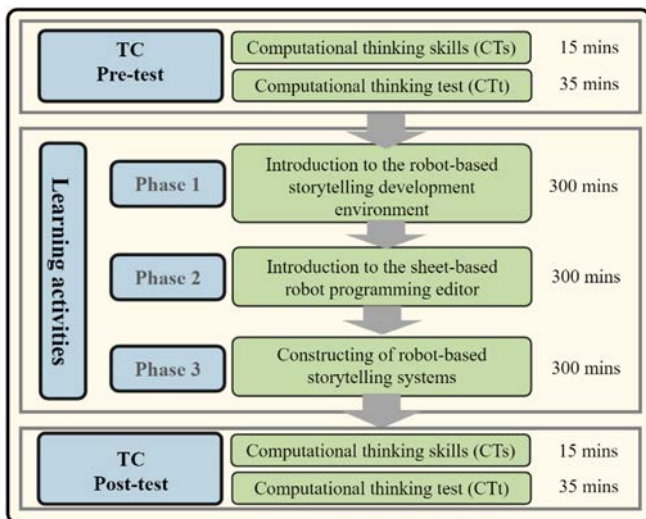 TC
Pre-test
Computational thinking skills (CTs)
15 mins
Computational thinking test (CTt)
35 mins
Learning activities
Phase 1
Introduction to the robot-based
storytelling development
environment
300 mins
Phase 2
Introduction to the sheet-based
robot programming editor
300 mins
Phase 3
Constructing of robot-based
storytelling systems
300 mins
TC
Post-test
Computational thinking skills (CTs)
15 mins
Computational thinking test (CTt)
35 mins